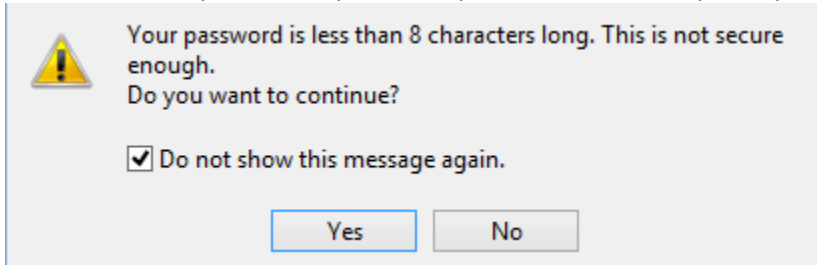 Your password is less than 8 characters long. This is not secure
enough.
Do you want to continue?
Do not show this message again.
Yes
No